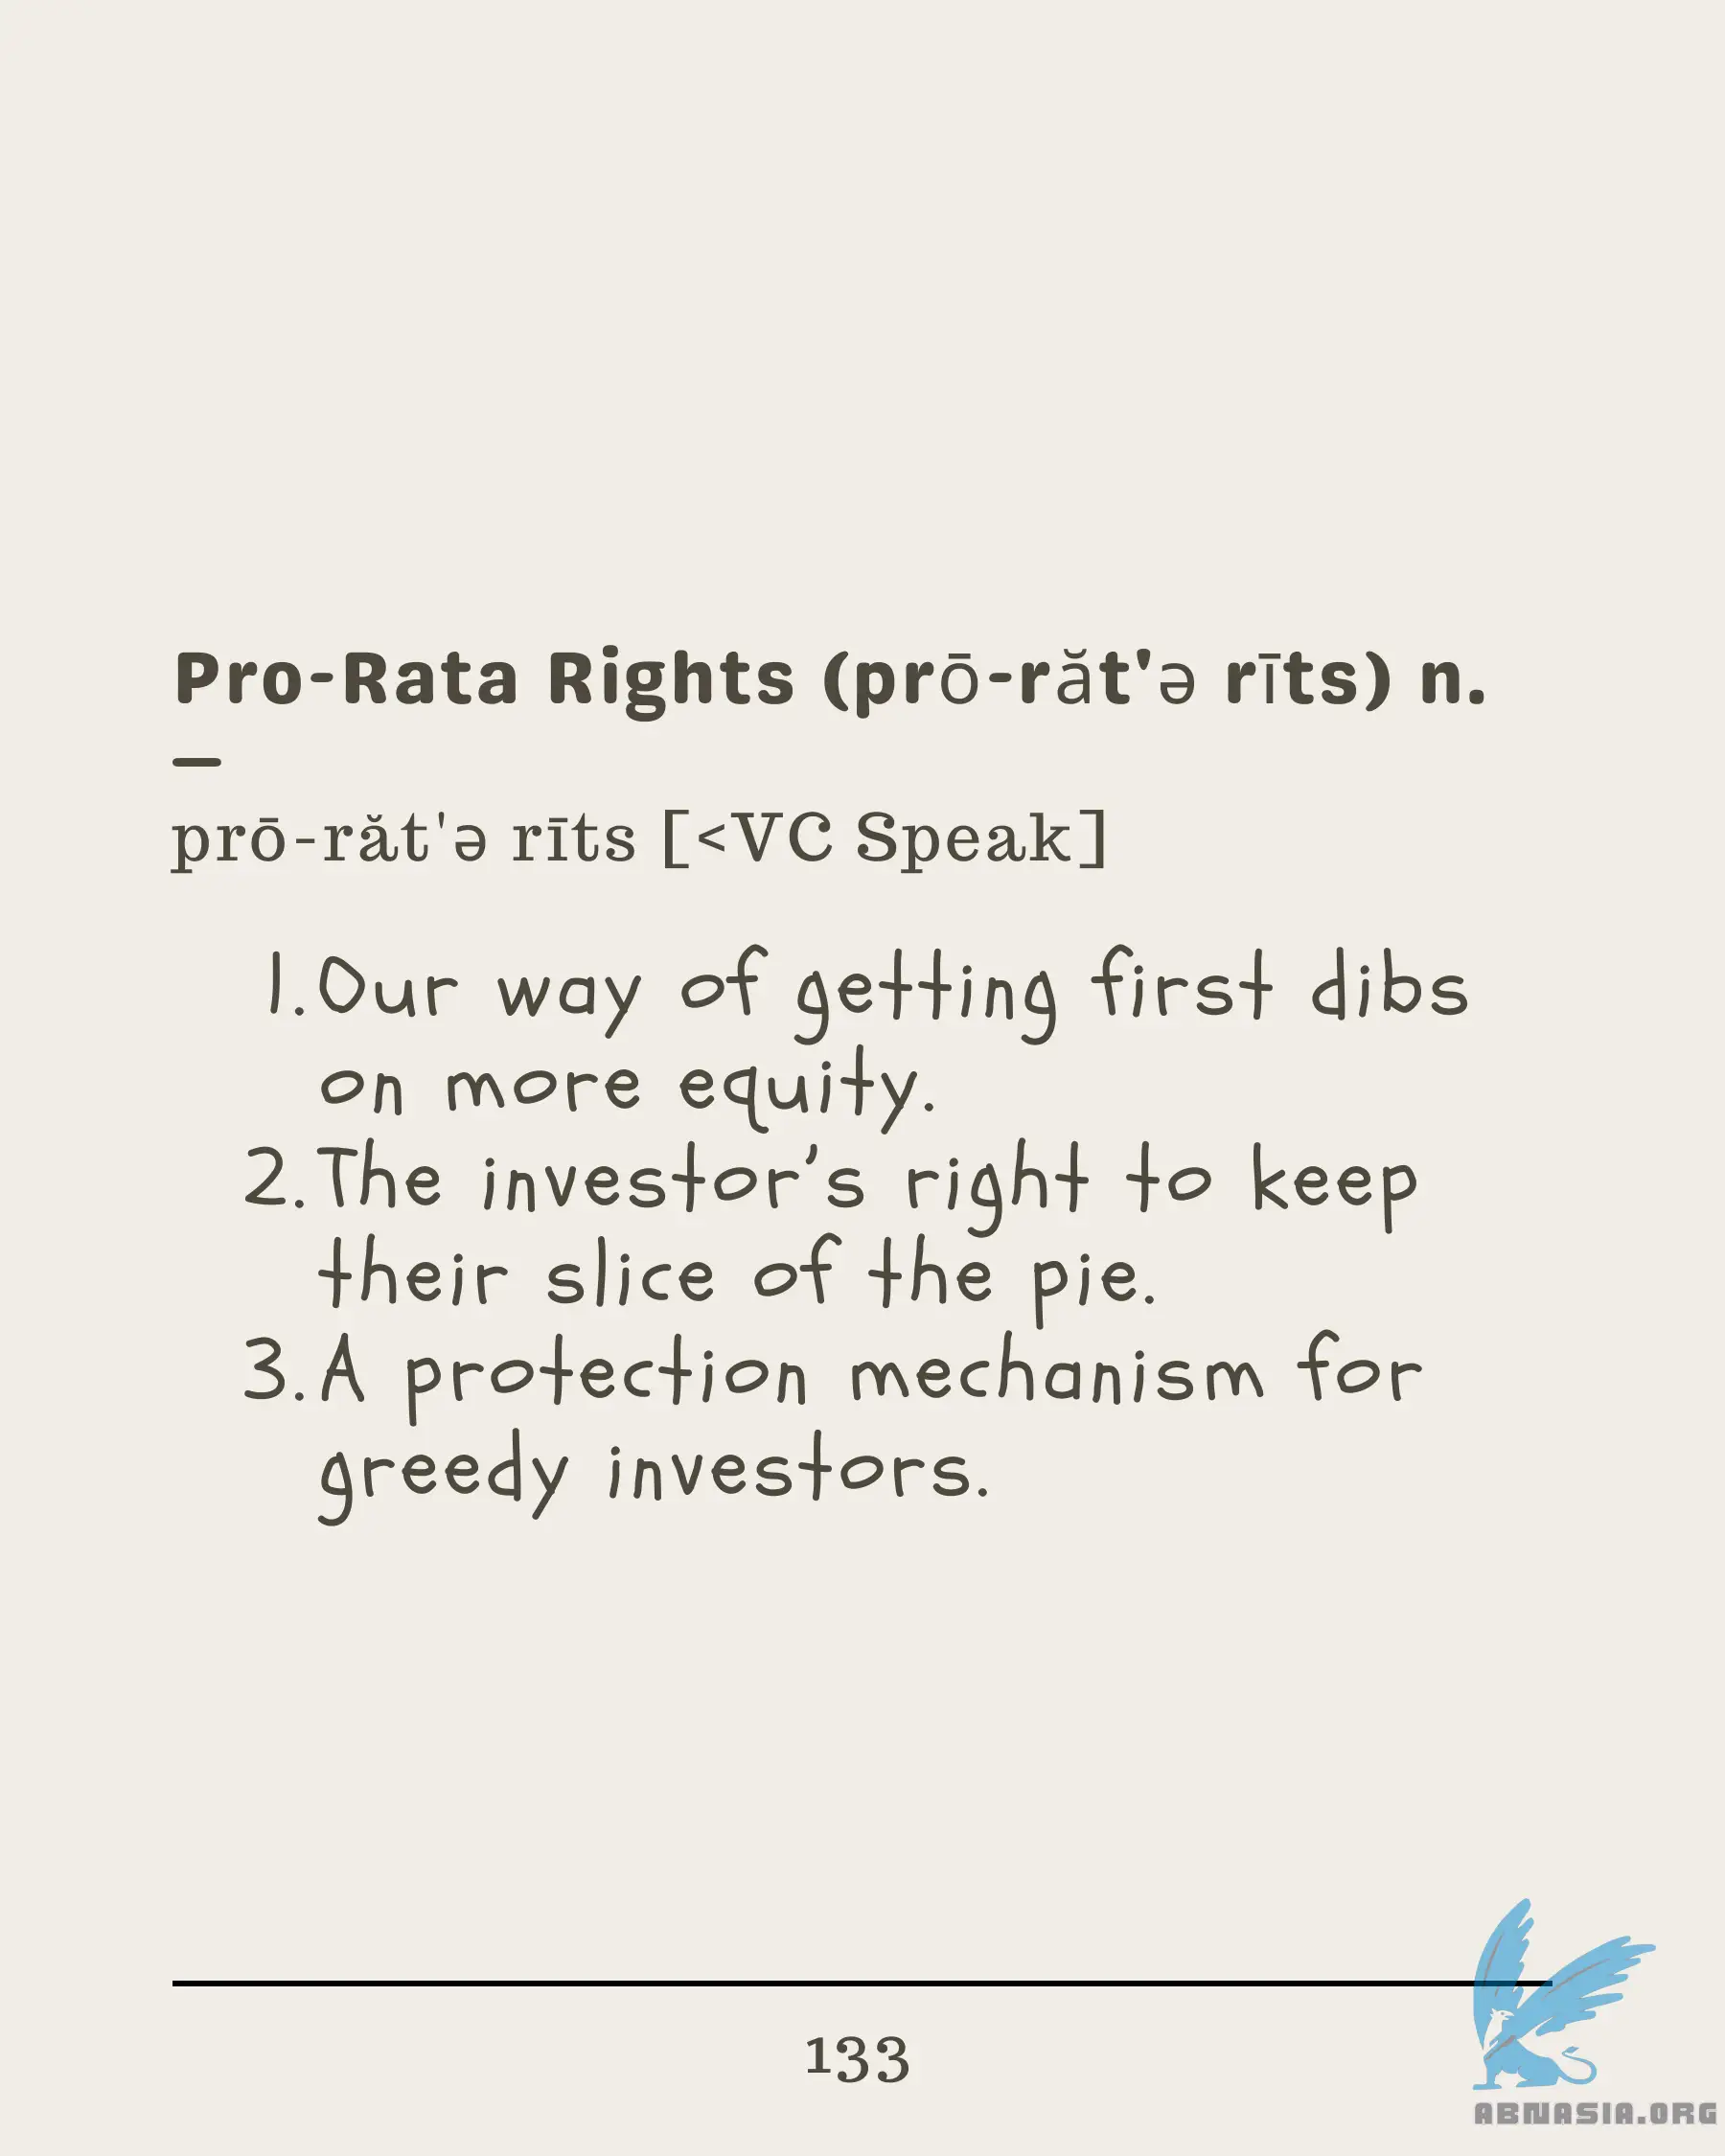 Pro-Rata Rights (prō-răt'ə rīts) n.
—
prō-răt'ə rīts [<VC Speak]
1. Our way of getting first dibs
on more equity.
2. The investor's right to keep
their slice of the pie.
3. A protection mechanism for
greedy investors.
133
ABNASIA.ORG